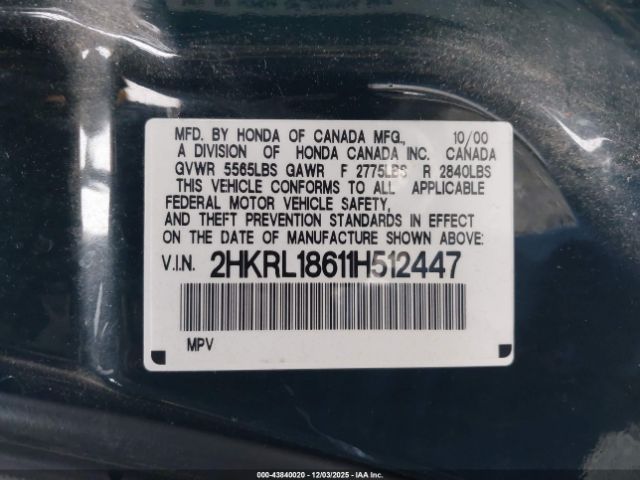 MFD. BY HONDA OF CANADA MFG., 10/00
A DIVISION OF HONDA CANADA INC. CANADA
GVWR 5565LBS GAWR F 2775LBS R 2840LBS
THIS VEHICLE CONFORMS TO ALL APPLICABLE
FEDERAL MOTOR VEHICLE SAFETY,
AND THEFT PREVENTION STANDARDS IN EFFECT
ON THE DATE OF MANUFACTURE SHOWN ABOVE:
V.I.N. 2HKRL18611H512447
MPV
000-43840020 - 12/03/2025 - IAA Inc.